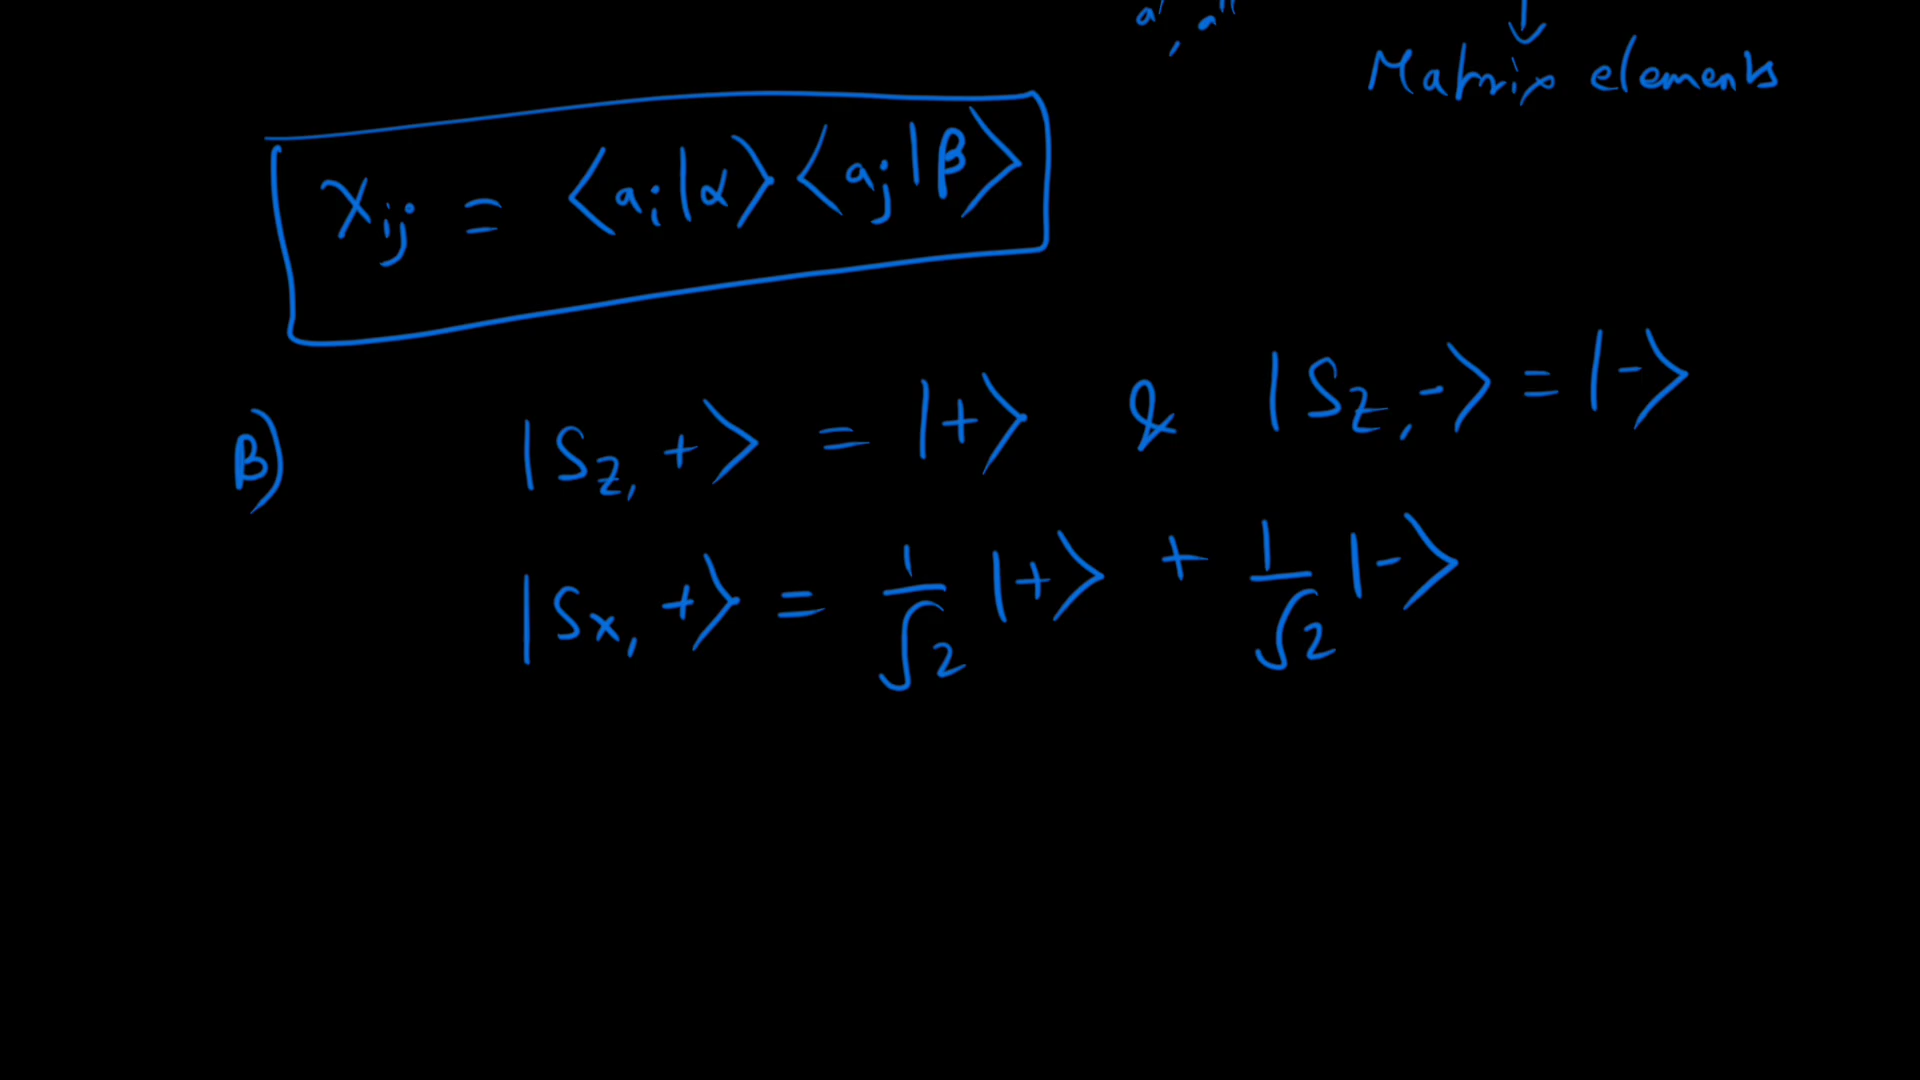 a', a''
↓
Matrix elements
X_ij = ⟨a_i|α⟩⟨a_j|β⟩
B) |S_z, +⟩ = |+⟩ & |S_z, -⟩ = |-⟩
|S_x, +⟩ = 1/√2 |+⟩ + 1/√2 |-⟩